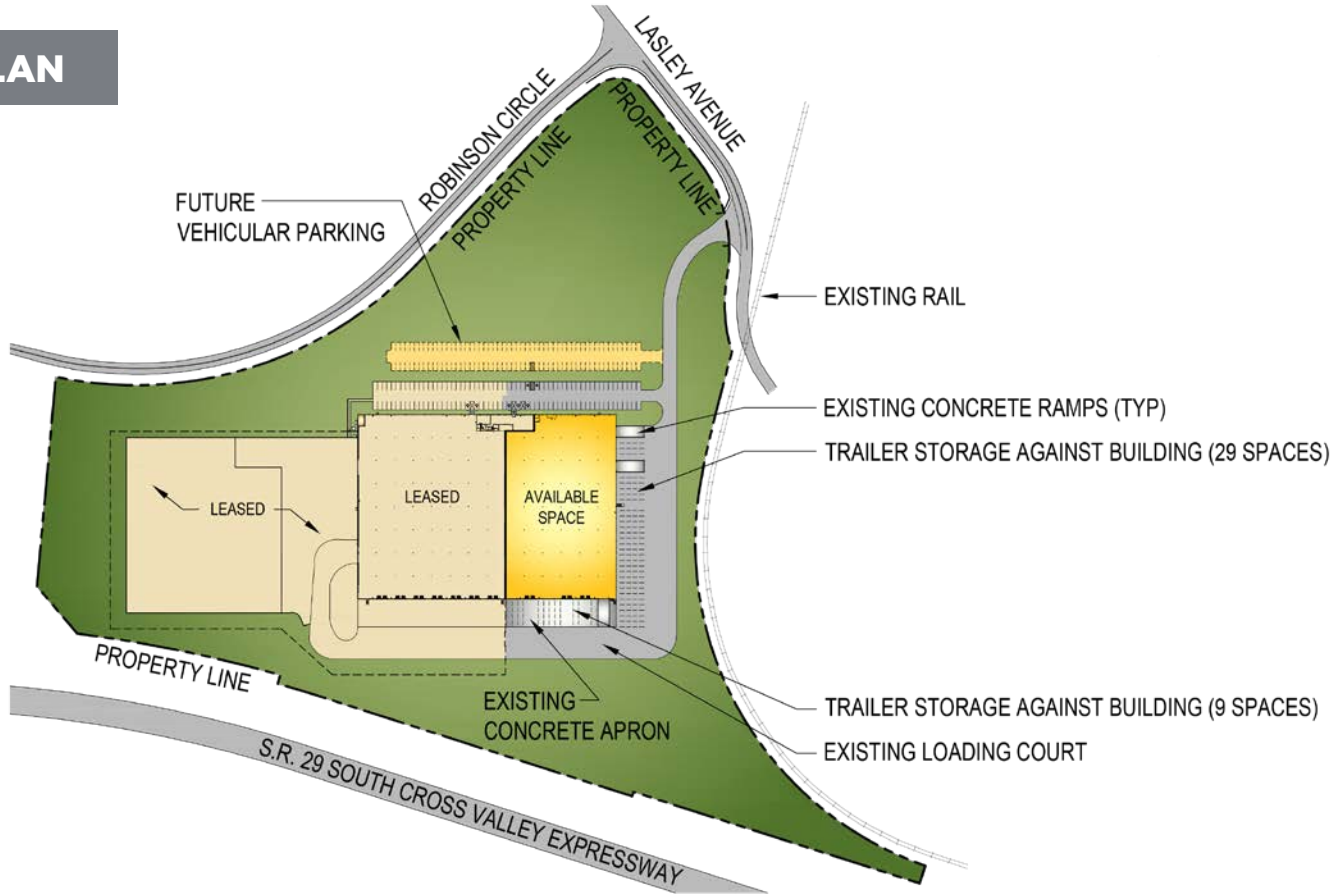 LAN
LASLEY AVENUE
ROBINSON CIRCLE
PROPERTY LINE
PROPERTY LINE
FUTURE
VEHICULAR PARKING
EXISTING RAIL
EXISTING CONCRETE RAMPS (TYP)
TRAILER STORAGE AGAINST BUILDING (29 SPACES)
LEASED
LEASED
AVAILABLE
SPACE
PROPERTY LINE
EXISTING
CONCRETE APRON
TRAILER STORAGE AGAINST BUILDING (9 SPACES)
EXISTING LOADING COURT
S.R. 29 SOUTH CROSS VALLEY EXPRESSWAY